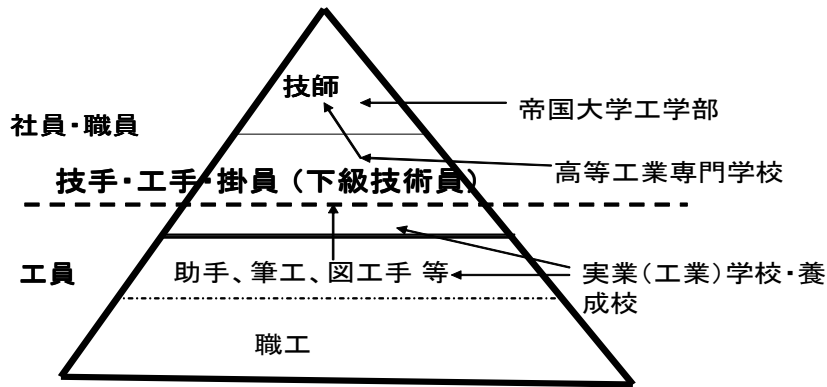 技師
帝国大学工学部
社員・職員
高等工業専門学校
技手・工手・掛員（下級技術員）
工員
助手、筆工、図工手 等
実業（工業）学校・養
成校
職工